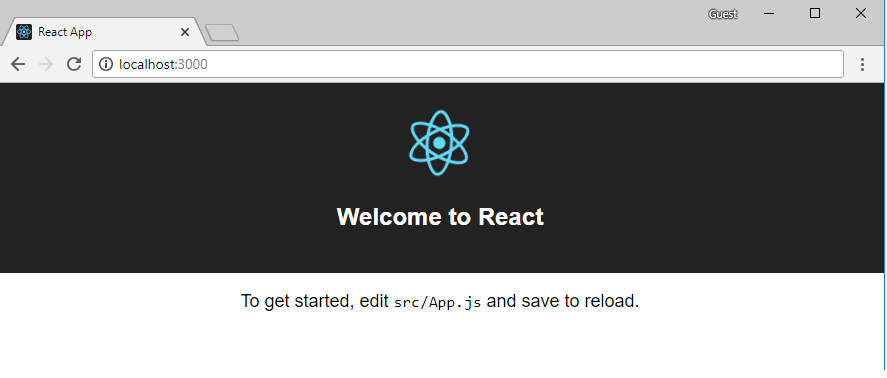 Guest
React App
localhost:3000
Welcome to React
To get started, edit src/App.js and save to reload.